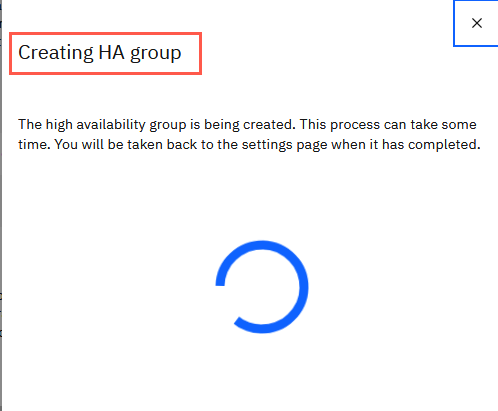 Creating HA group
The high availability group is being created. This process can take some
time. You will be taken back to the settings page when it has completed.